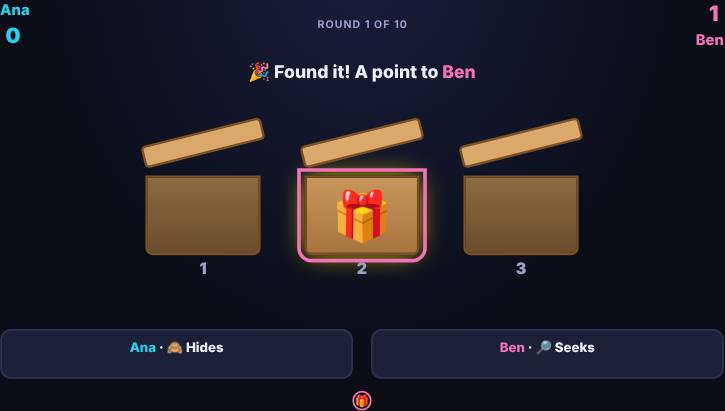 Ana
0
ROUND 1 OF 10
1
Ben
🎉 Found it! A point to Ben
1
2
3
Ana · 🙈 Hides
Ben · 🔎 Seeks